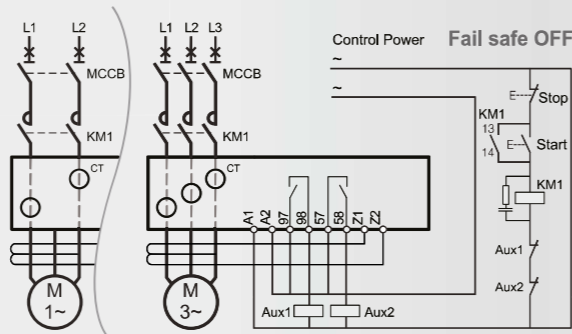 L1 L2
MCCB
KM1
CT
M
1~
L1 L2 L3
MCCB
KM1
CT
A1 A2 97 98 57 58 Z1 Z2
M
3~
Aux1 Aux2
Control Power Fail safe OFF
~
~
E Stop
KM1
13
14
E Start
KM1
Aux1
Aux2